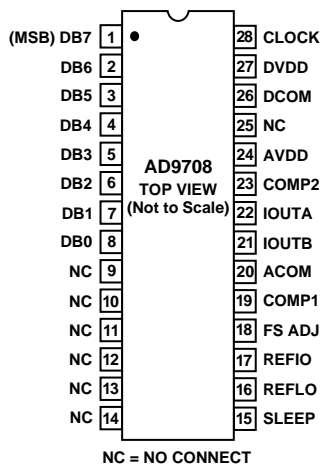 (MSB) DB7 1 28 CLOCK
DB6 2 27 DVDD
DB5 3 26 DCOM
DB4 4 25 NC
DB3 5 24 AVDD
DB2 6 23 COMP2
DB1 7 22 IOUTA
DB0 8 21 IOUTB
NC 9 20 ACOM
NC 10 19 COMP1
NC 11 18 FS ADJ
NC 12 17 REFIO
NC 13 16 REFLO
NC 14 15 SLEEP
AD9708
TOP VIEW
(Not to Scale)
NC = NO CONNECT